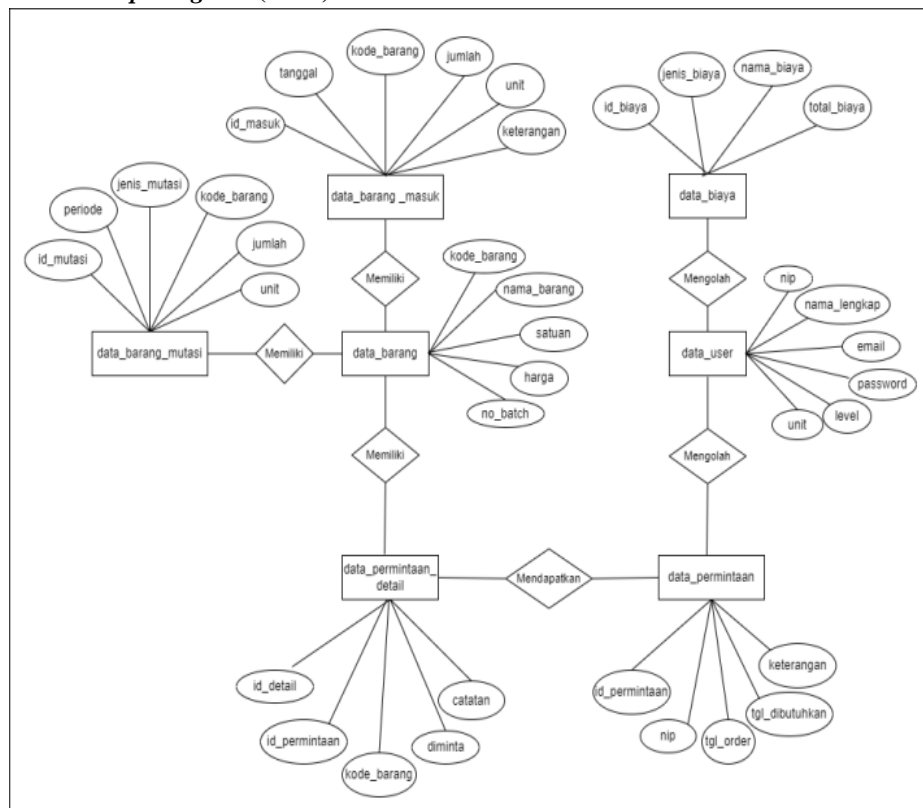 kode_barang
jumlah
tanggal
unit
id_masuk
keterangan
nama_biaya
jenis_biaya
id_biaya
total_biaya
data_barang _masuk
data_biaya
jenis_mutasi
kode_barang
periode
jumlah
id_mutasi
unit
Memiliki
Mengolah
kode_barang
nama_barang
satuan
harga
no_batch
nip
nama_lengkap
email
password
level
unit
data_barang_mutasi
Memiliki
data_barang
data_user
Memiliki
Mengolah
data_permintaan_
detail
Mendapatkan
data_permintaan
id_detail
id_permintaan
kode_barang
diminta
catatan
id_permintaan
nip
tgl_order
tgl_dibutuhkan
keterangan